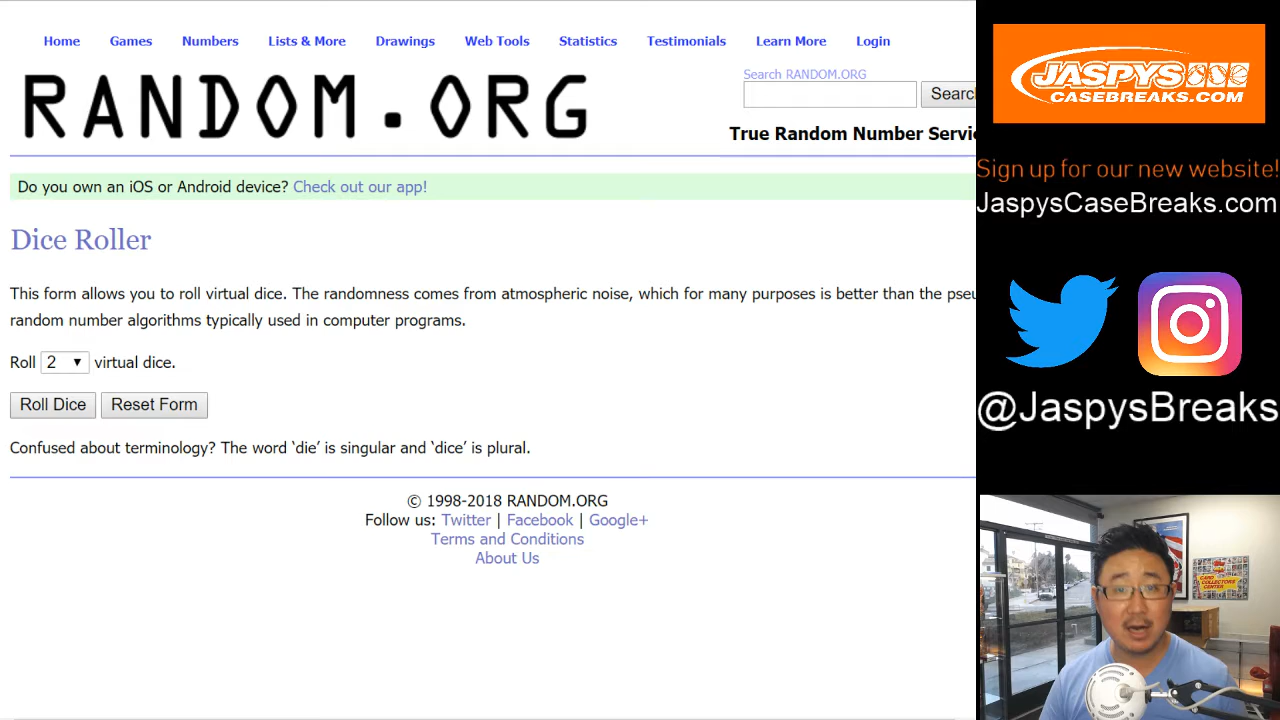 Home Games Numbers Lists & More Drawings Web Tools Statistics Testimonials Learn More Login
RANDOM.ORG
Search RANDOM.ORG
Searc
True Random Number Servi
Do you own an iOS or Android device? Check out our app!
Dice Roller
This form allows you to roll virtual dice. The randomness comes from atmospheric noise, which for many purposes is better than the pseu
random number algorithms typically used in computer programs.
Roll 2 virtual dice.
Roll Dice Reset Form
Confused about terminology? The word ‘die’ is singular and ‘dice’ is plural.
© 1998-2018 RANDOM.ORG
Follow us: Twitter | Facebook | Google+
Terms and Conditions
About Us
JASPYS
CASEBREAKS.COM
Sign up for our new website!
JaspysCaseBreaks.com
@JaspysBreaks
CARD
COLLECTORS
CENTER